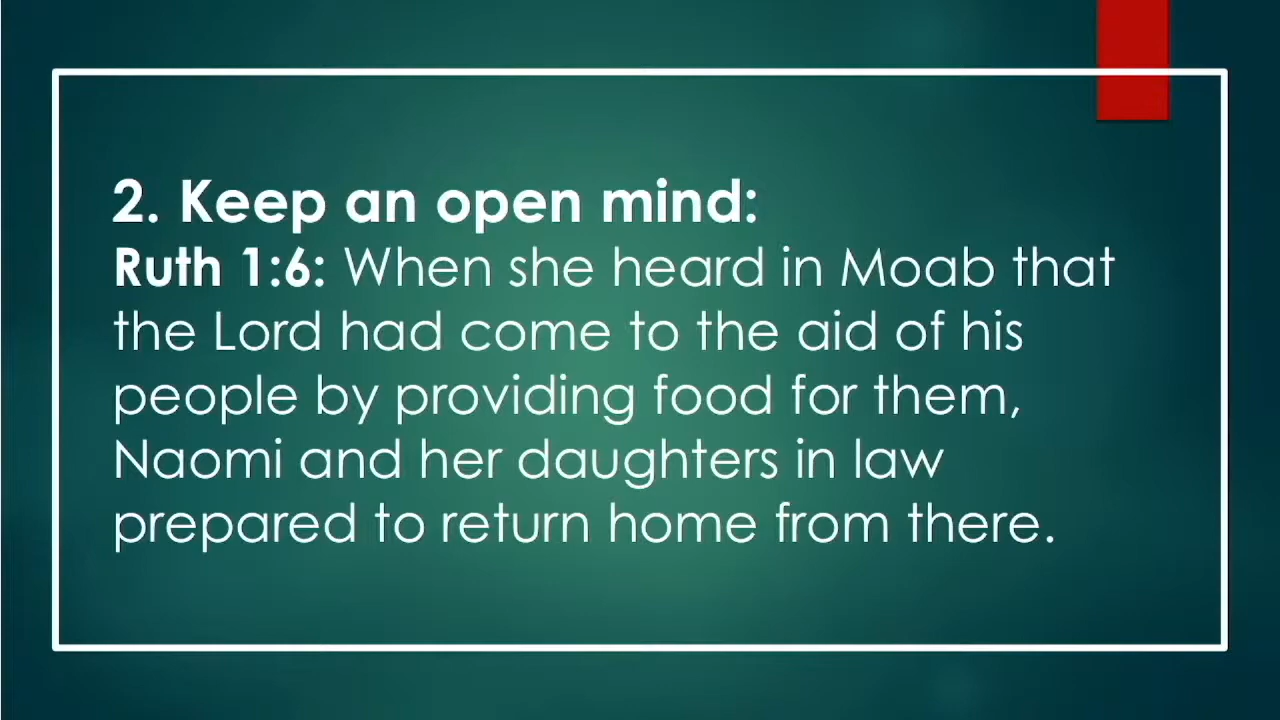 2. Keep an open mind:
Ruth 1:6: When she heard in Moab that
the Lord had come to the aid of his
people by providing food for them,
Naomi and her daughters in law
prepared to return home from there.